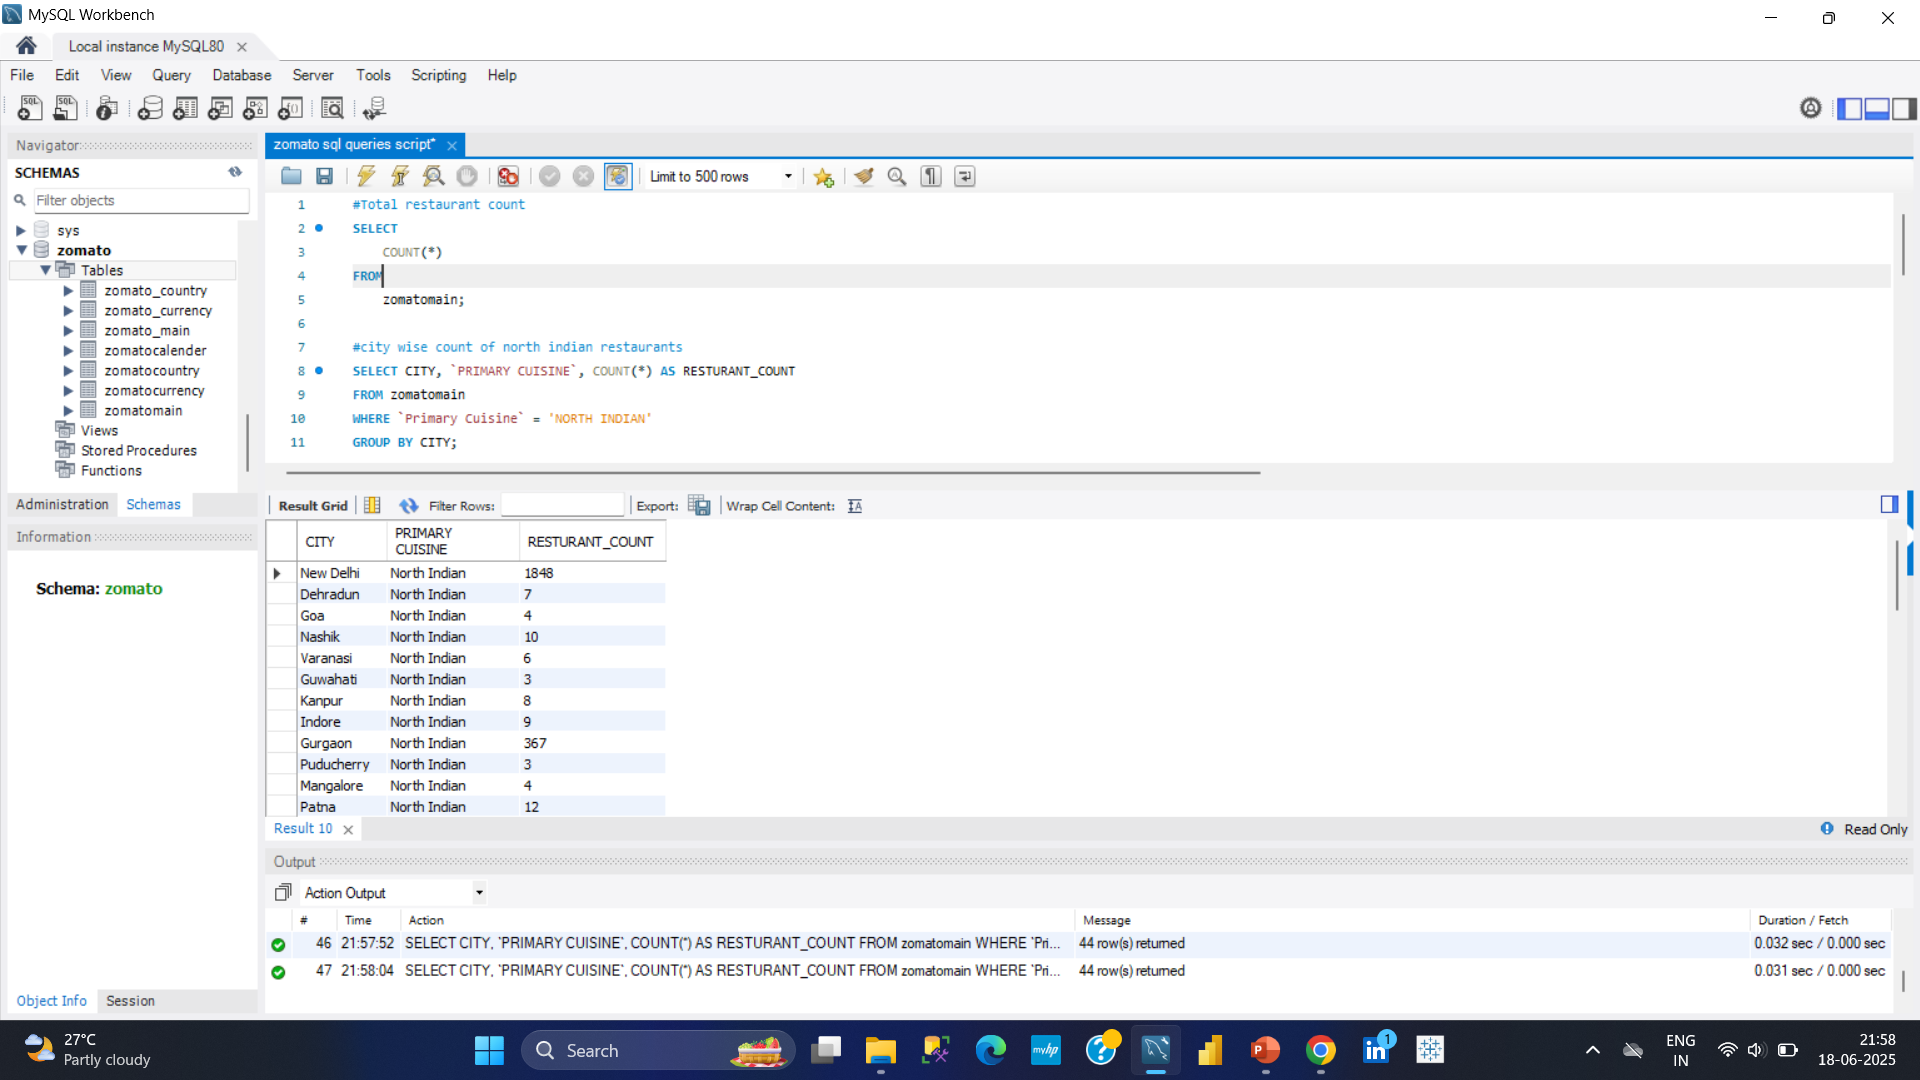 MySQL Workbench
Local instance MySQL80
File Edit View Query Database Server Tools Scripting Help
Navigator
SCHEMAS
Filter objects
sys
zomato
Tables
zomato_country
zomato_currency
zomato_main
zomatocalender
zomatocountry
zomatocurrency
zomatomain
Views
Stored Procedures
Functions
Administration Schemas
Information
Schema: zomato
Object Info Session
zomato sql queries script*
Limit to 500 rows
1 #Total restaurant count
2 SELECT
3 COUNT(*)
4 FROM
5 zomatomain;
6
7 #city wise count of north indian restaurants
8 SELECT CITY, `PRIMARY CUISINE`, COUNT(*) AS RESTURANT_COUNT
9 FROM zomatomain
10 WHERE `Primary Cuisine` = 'NORTH INDIAN'
11 GROUP BY CITY;
Result Grid Filter Rows: Export: Wrap Cell Content:
CITY PRIMARY CUISINE RESTURANT_COUNT
New Delhi North Indian 1848
Dehradun North Indian 7
Goa North Indian 4
Nashik North Indian 10
Varanasi North Indian 6
Guwahati North Indian 3
Kanpur North Indian 8
Indore North Indian 9
Gurgaon North Indian 367
Puducherry North Indian 3
Mangalore North Indian 4
Patna North Indian 12
Result 10 Read Only
Output
Action Output
# Time Action Message Duration / Fetch
46 21:57:52 SELECT CITY, `PRIMARY CUISINE`, COUNT(*) AS RESTURANT_COUNT FROM zomatomain WHERE `Pri... 44 row(s) returned 0.032 sec / 0.000 sec
47 21:58:04 SELECT CITY, `PRIMARY CUISINE`, COUNT(*) AS RESTURANT_COUNT FROM zomatomain WHERE `Pri... 44 row(s) returned 0.031 sec / 0.000 sec
27°C
Partly cloudy
Search
myhp
1
ENG
IN
21:58
18-06-2025